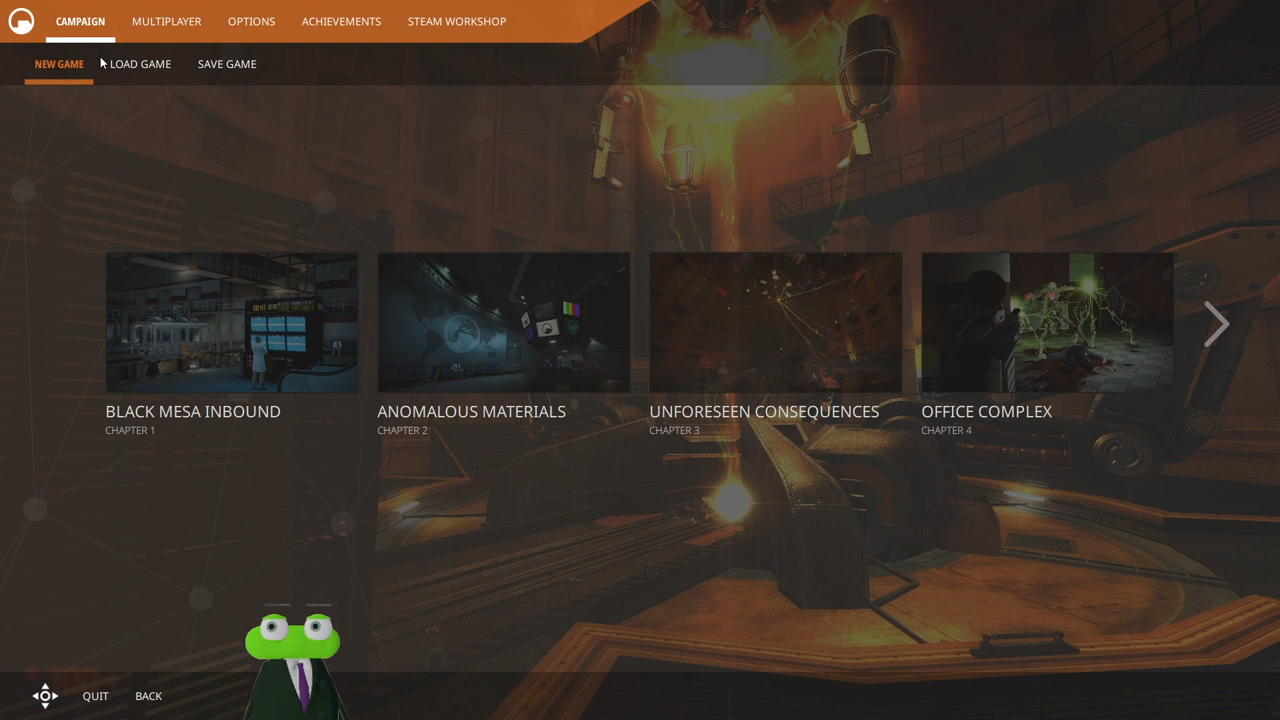 CAMPAIGN MULTIPLAYER OPTIONS ACHIEVEMENTS STEAM WORKSHOP
NEW GAME LOAD GAME SAVE GAME
BLACK MESA INBOUND
CHAPTER 1
ANOMALOUS MATERIALS
CHAPTER 2
UNFORESEEN CONSEQUENCES
CHAPTER 3
OFFICE COMPLEX
CHAPTER 4
QUIT BACK